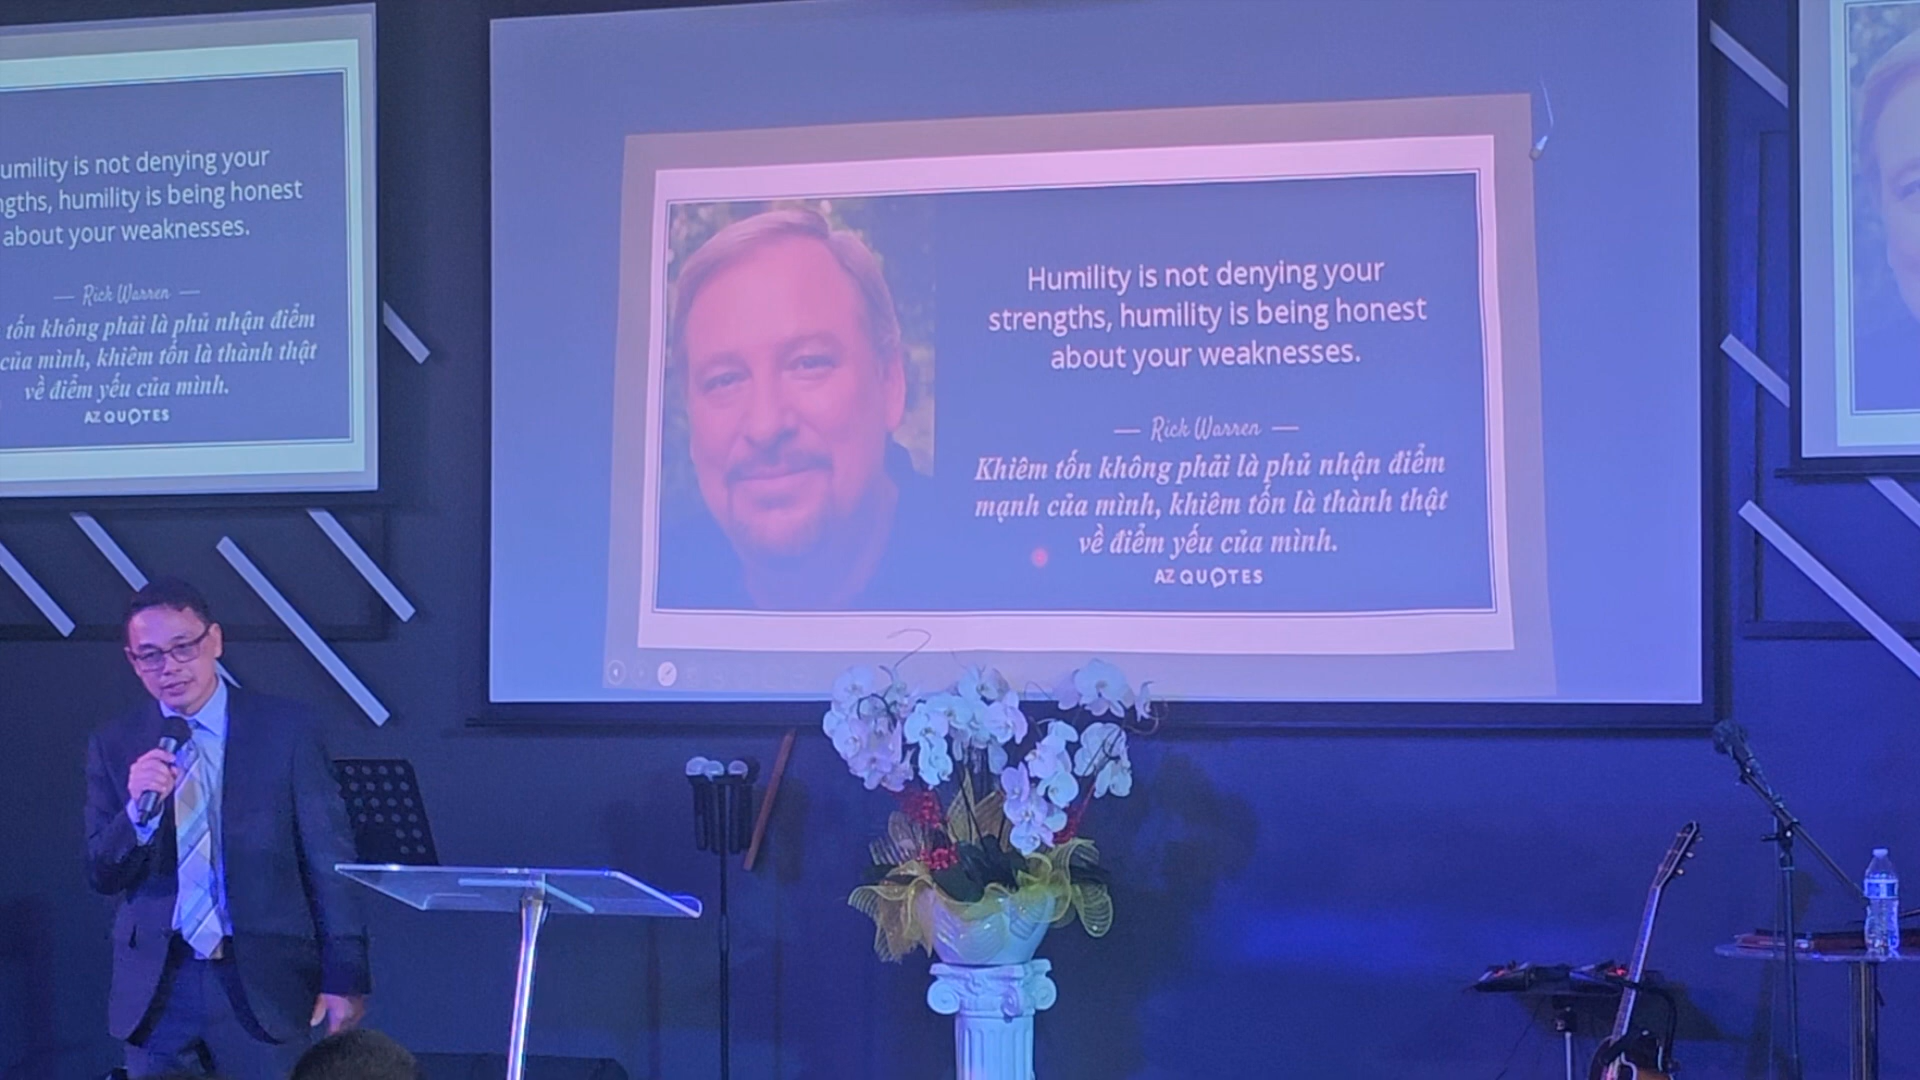 umility is not denying your
ngths, humility is being honest
about your weaknesses.
— Rick Warren —
tốn không phải là phủ nhận điểm
của mình, khiêm tốn là thành thật
về điểm yếu của mình.
AZ QUOTES
Humility is not denying your
strengths, humility is being honest
about your weaknesses.
— Rick Warren —
Khiêm tốn không phải là phủ nhận điểm
mạnh của mình, khiêm tốn là thành thật
về điểm yếu của mình.
AZ QUOTES